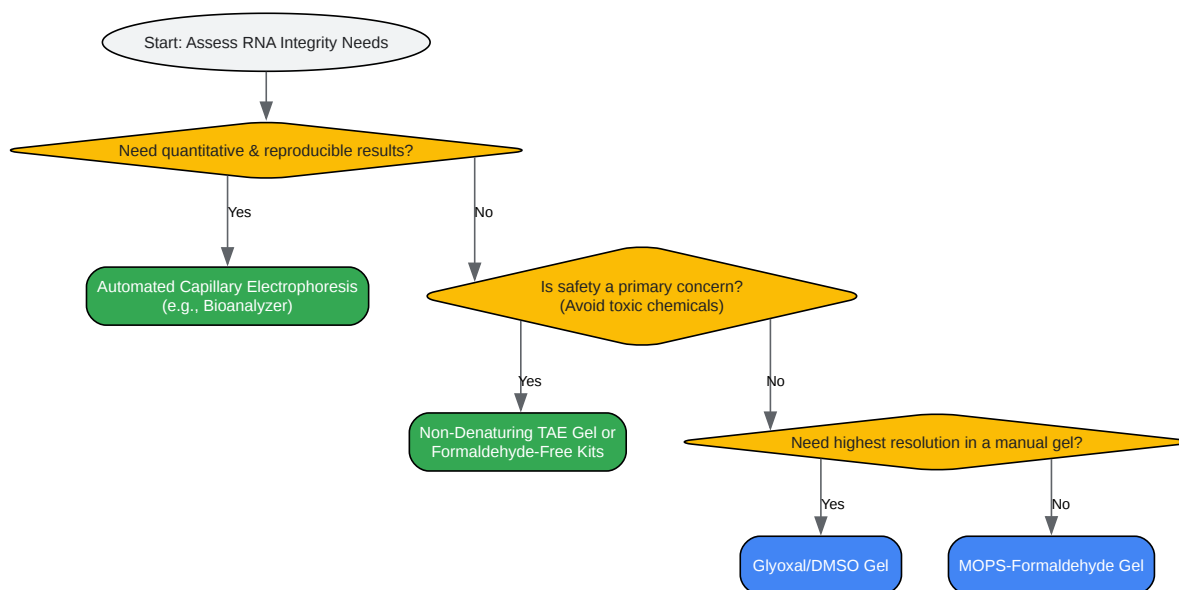 Start: Assess RNA Integrity Needs
Need quantitative & reproducible results?
Yes
No
Automated Capillary Electrophoresis
(e.g., Bioanalyzer)
Is safety a primary concern?
(Avoid toxic chemicals)
Yes
No
Non-Denaturing TAE Gel or
Formaldehyde-Free Kits
Need highest resolution in a manual gel?
Yes
No
Glyoxal/DMSO Gel
MOPS-Formaldehyde Gel